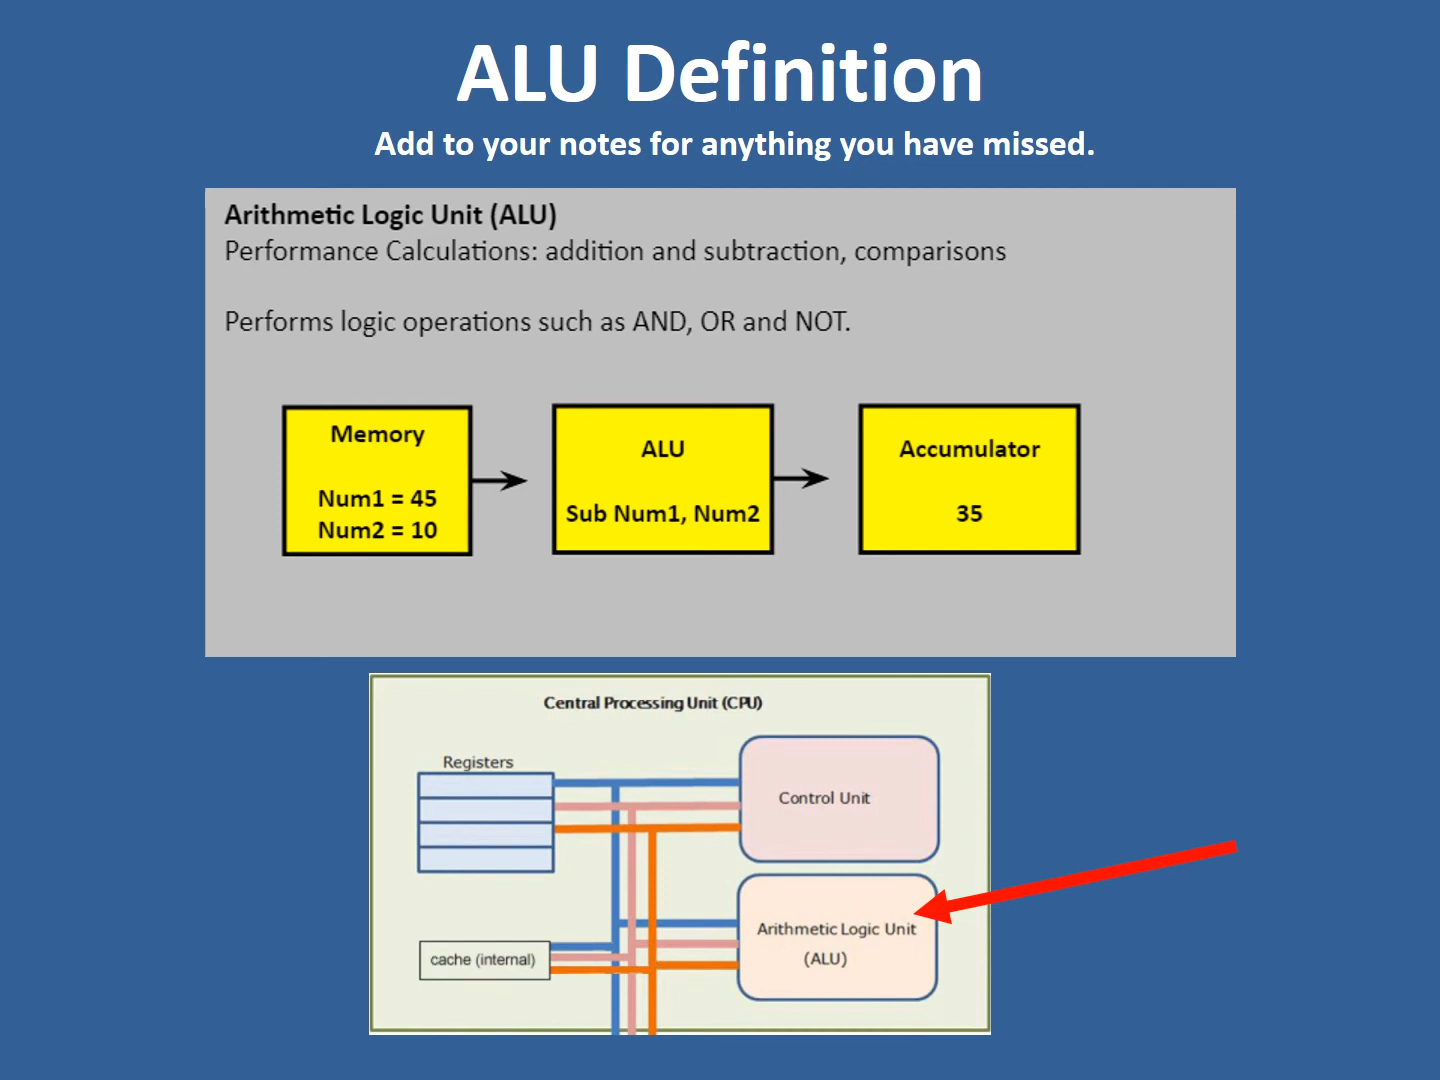 ALU Definition
Add to your notes for anything you have missed.
Arithmetic Logic Unit (ALU)
Performance Calculations: addition and subtraction, comparisons
Performs logic operations such as AND, OR and NOT.
Memory
Num1 = 45
Num2 = 10
ALU
Sub Num1, Num2
Accumulator
35
Central Processing Unit (CPU)
Registers
Control Unit
Arithmetic Logic Unit
(ALU)
cache (internal)